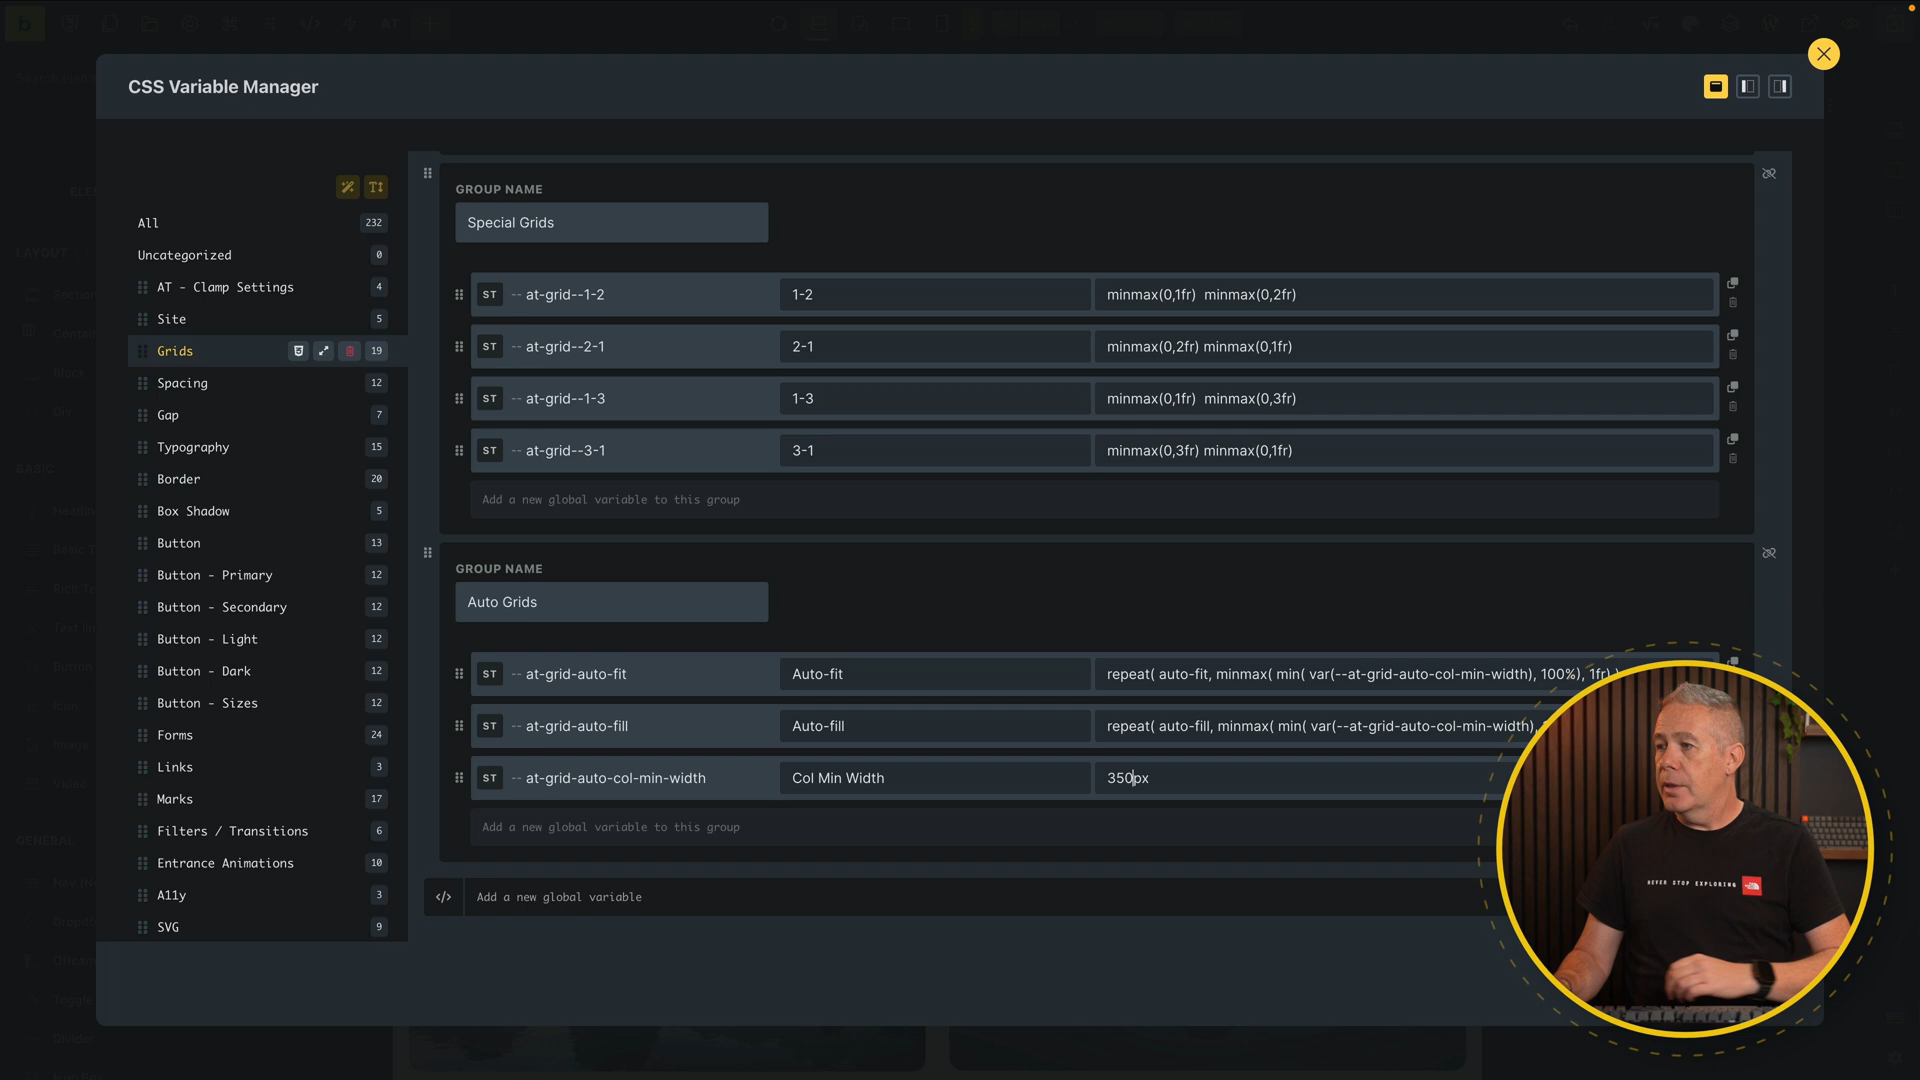 CSS Variable Manager
All 232
Uncategorized 0
AT - Clamp Settings 4
Site 5
Grids 19
Spacing 12
Gap 7
Typography 15
Border 20
Box Shadow 5
Button 13
Button - Primary 12
Button - Secondary 12
Button - Light 12
Button - Dark 12
Button - Sizes 12
Forms 24
Links 3
Marks 17
Filters / Transitions 6
Entrance Animations 10
A11y 3
SVG 9
GROUP NAME
Special Grids
ST -- at-grid--1-2 1-2 minmax(0,1fr) minmax(0,2fr)
ST -- at-grid--2-1 2-1 minmax(0,2fr) minmax(0,1fr)
ST -- at-grid--1-3 1-3 minmax(0,1fr) minmax(0,3fr)
ST -- at-grid--3-1 3-1 minmax(0,3fr) minmax(0,1fr)
Add a new global variable to this group
GROUP NAME
Auto Grids
ST -- at-grid-auto-fit Auto-fit repeat( auto-fit, minmax( min( var(--at-grid-auto-col-min-width), 100%), 1fr) )
ST -- at-grid-auto-fill Auto-fill repeat( auto-fill, minmax( min( var(--at-grid-auto-col-min-width),
ST -- at-grid-auto-col-min-width Col Min Width 350px
Add a new global variable to this group
</> Add a new global variable
NEVER STOP EXPLORING